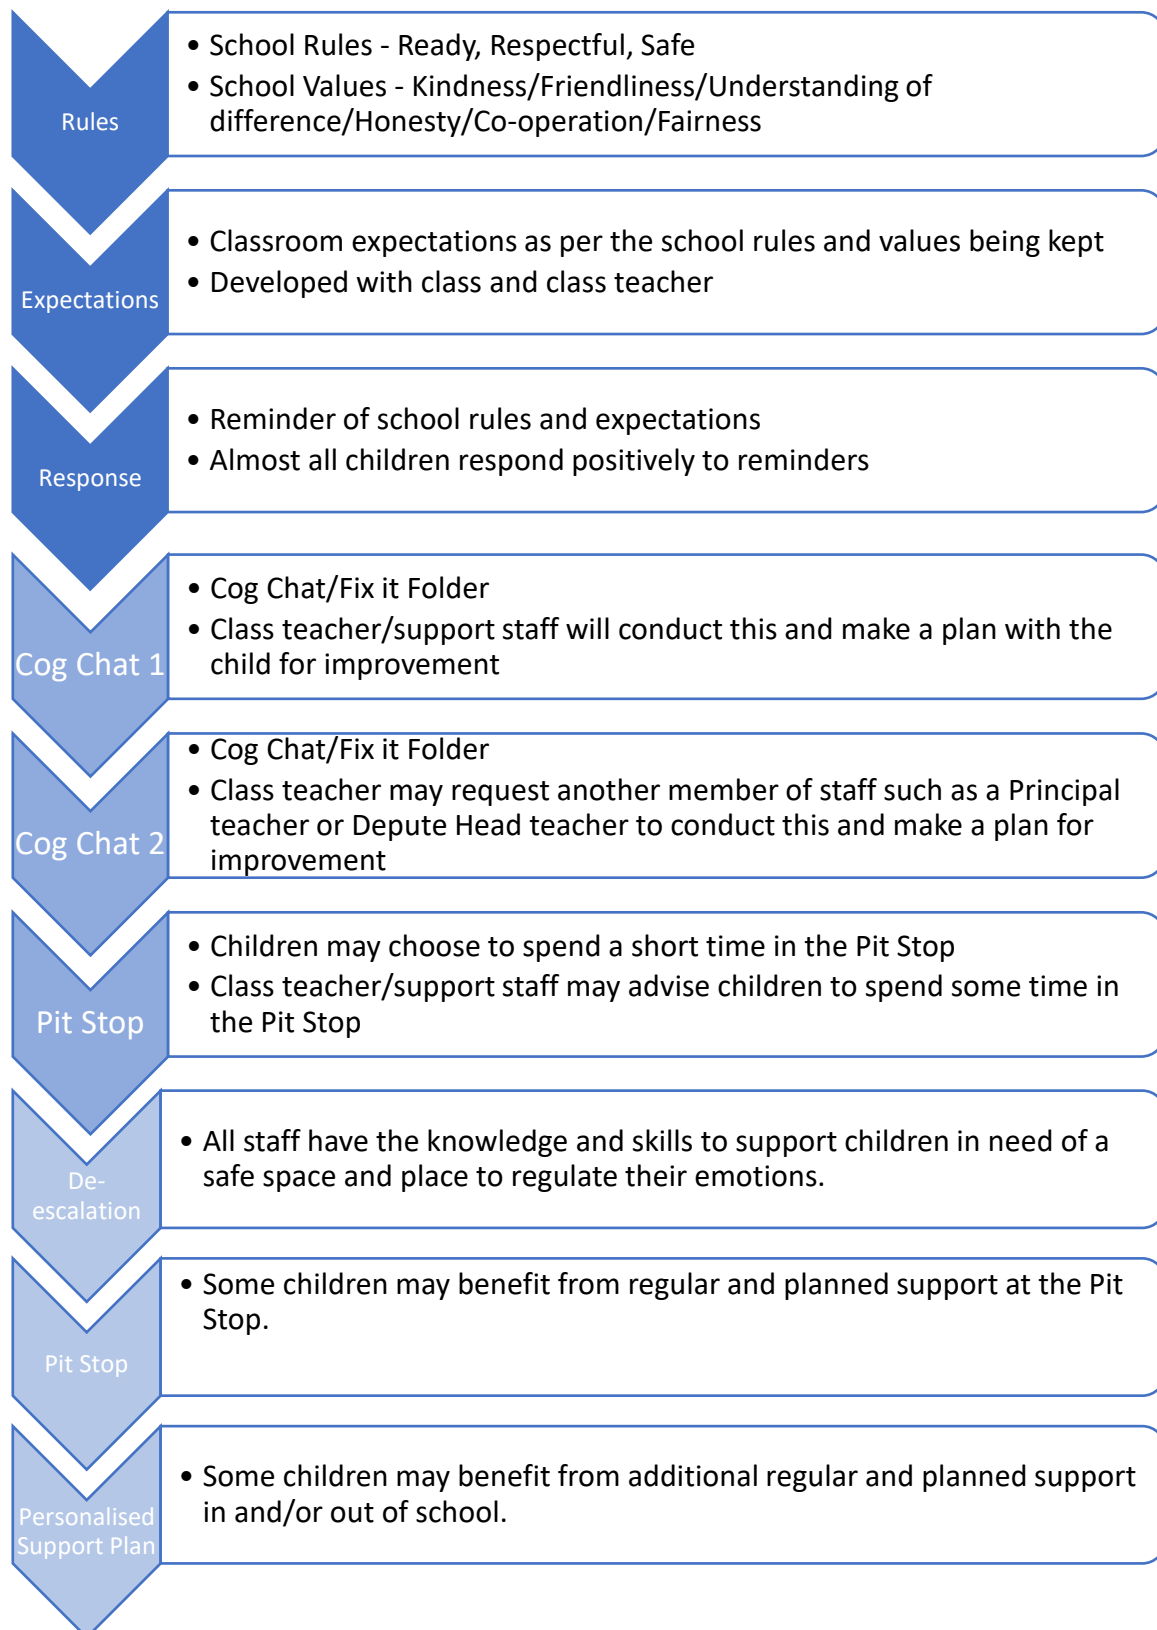 Rules
• School Rules - Ready, Respectful, Safe
• School Values - Kindness/Friendliness/Understanding of
difference/Honesty/Co-operation/Fairness
Expectations
• Classroom expectations as per the school rules and values being kept
• Developed with class and class teacher
Response
• Reminder of school rules and expectations
• Almost all children respond positively to reminders
Cog Chat 1
• Cog Chat/Fix it Folder
• Class teacher/support staff will conduct this and make a plan with the
child for improvement
Cog Chat 2
• Cog Chat/Fix it Folder
• Class teacher may request another member of staff such as a Principal
teacher or Depute Head teacher to conduct this and make a plan for
improvement
Pit Stop
• Children may choose to spend a short time in the Pit Stop
• Class teacher/support staff may advise children to spend some time in
the Pit Stop
De-
escalation
• All staff have the knowledge and skills to support children in need of a
safe space and place to regulate their emotions.
Pit Stop
• Some children may benefit from regular and planned support at the Pit
Stop.
Personalised
Support Plan
• Some children may benefit from additional regular and planned support
in and/or out of school.